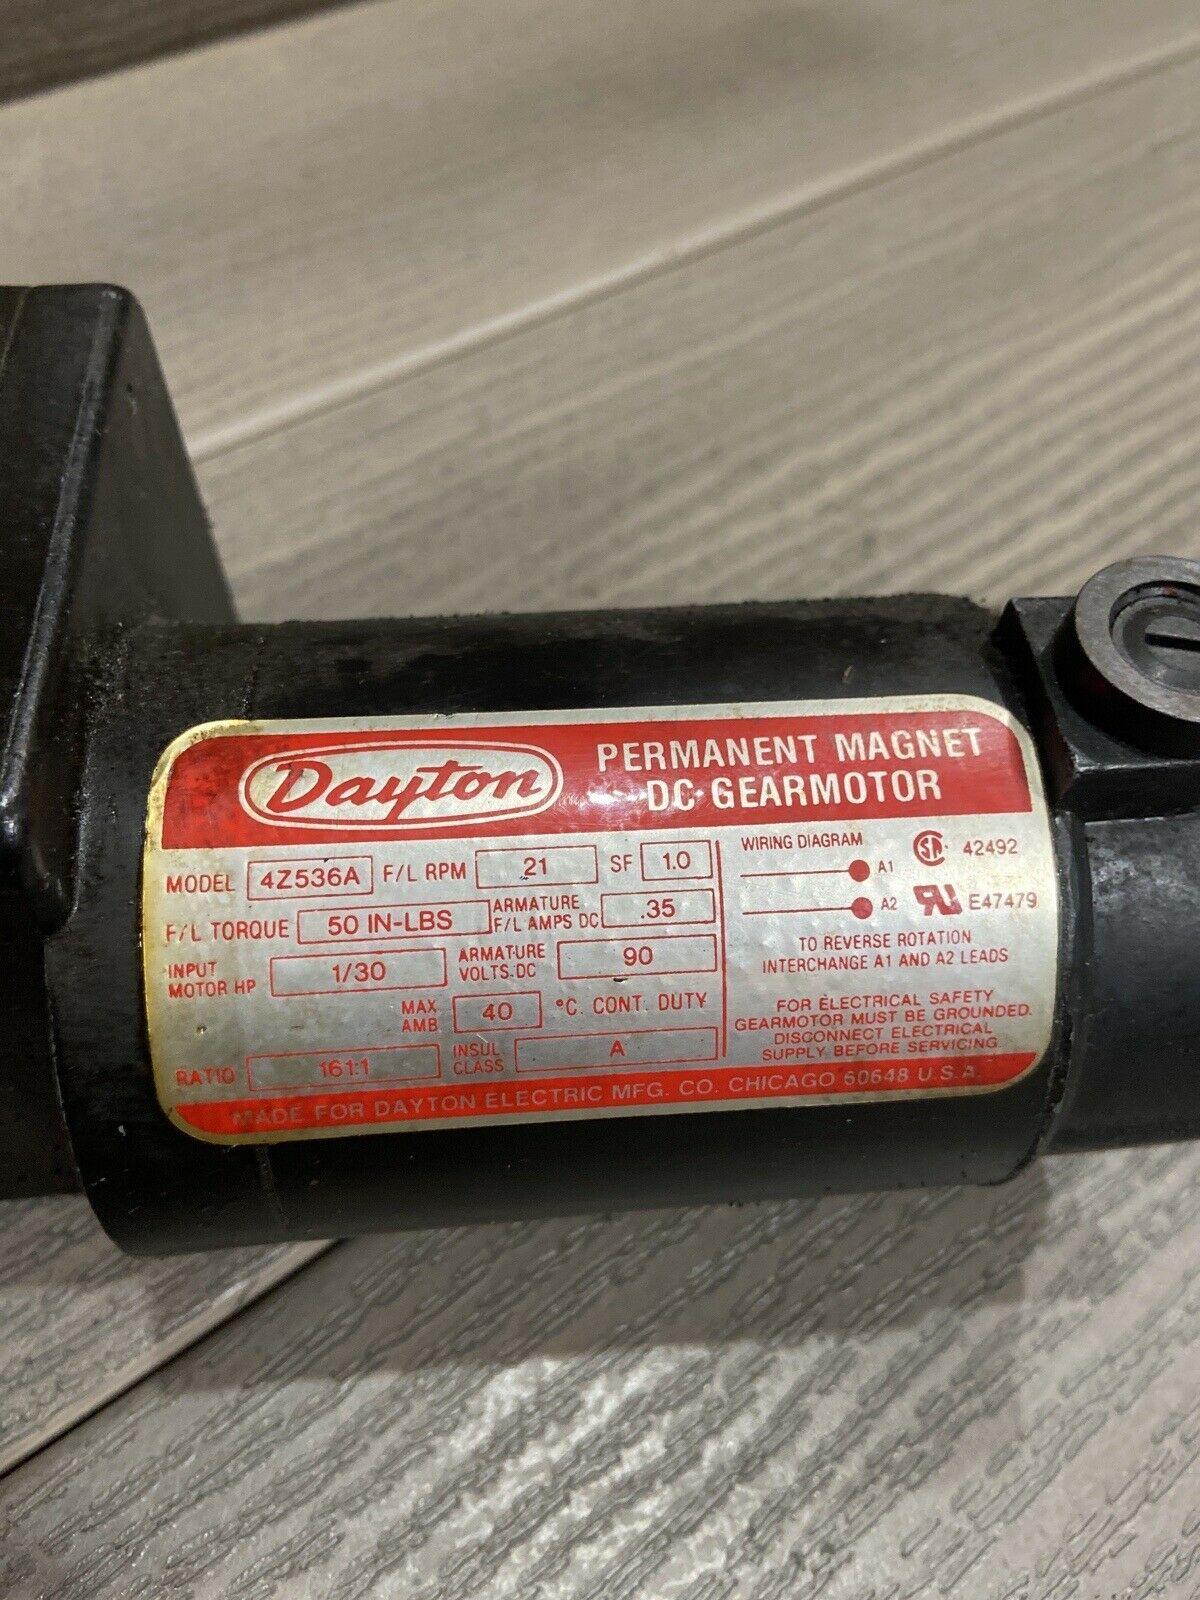 Dayton
PERMANENT MAGNET
DC GEARMOTOR
MODEL 4Z536A F/L RPM 21 SF 1.0
F/L TORQUE 50 IN-LBS ARMATURE F/L AMPS DC .35
INPUT MOTOR HP 1/30 ARMATURE VOLTS.DC 90
MAX AMB 40 °C. CONT. DUTY
RATIO 161:1 INSUL CLASS A
WIRING DIAGRAM
A1
A2
42492
E47479
TO REVERSE ROTATION
INTERCHANGE A1 AND A2 LEADS
FOR ELECTRICAL SAFETY
GEARMOTOR MUST BE GROUNDED.
DISCONNECT ELECTRICAL
SUPPLY BEFORE SERVICING
MADE FOR DAYTON ELECTRIC MFG. CO. CHICAGO 60648 U.S.A.